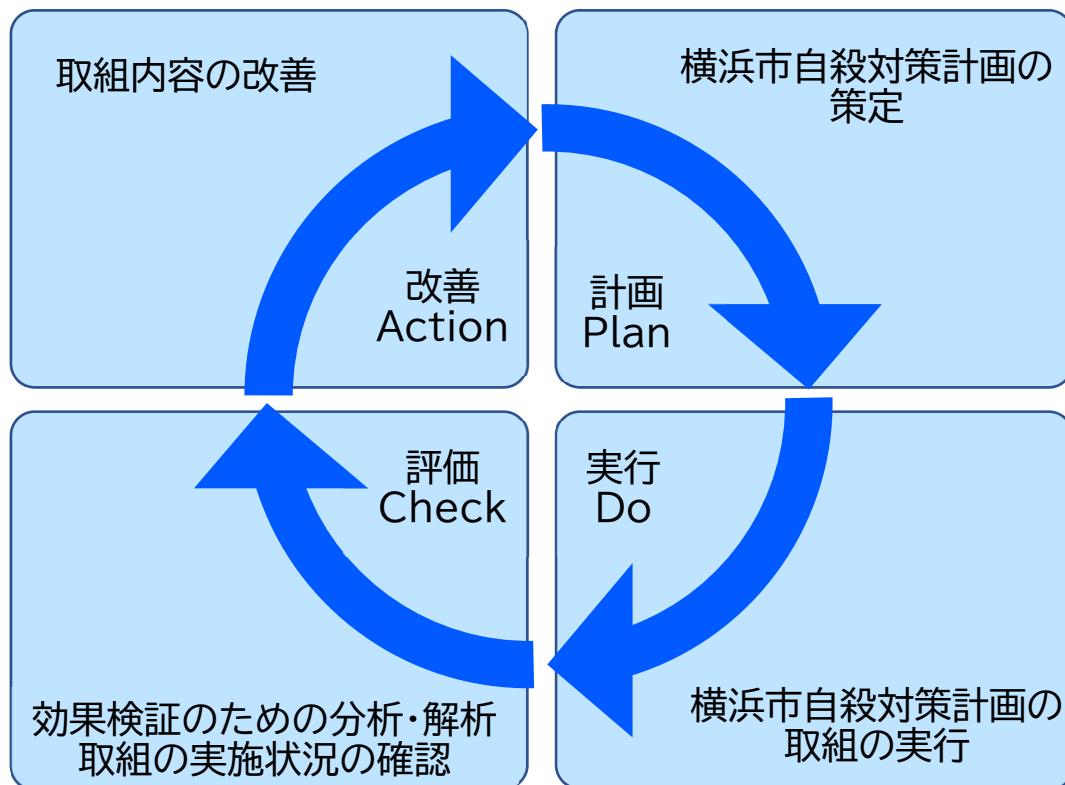 取組内容の改善
横浜市自殺対策計画の
策定
改善
Action
計画
Plan
評価
Check
実行
Do
効果検証のための分析・解析
取組の実施状況の確認
横浜市自殺対策計画の
取組の実行